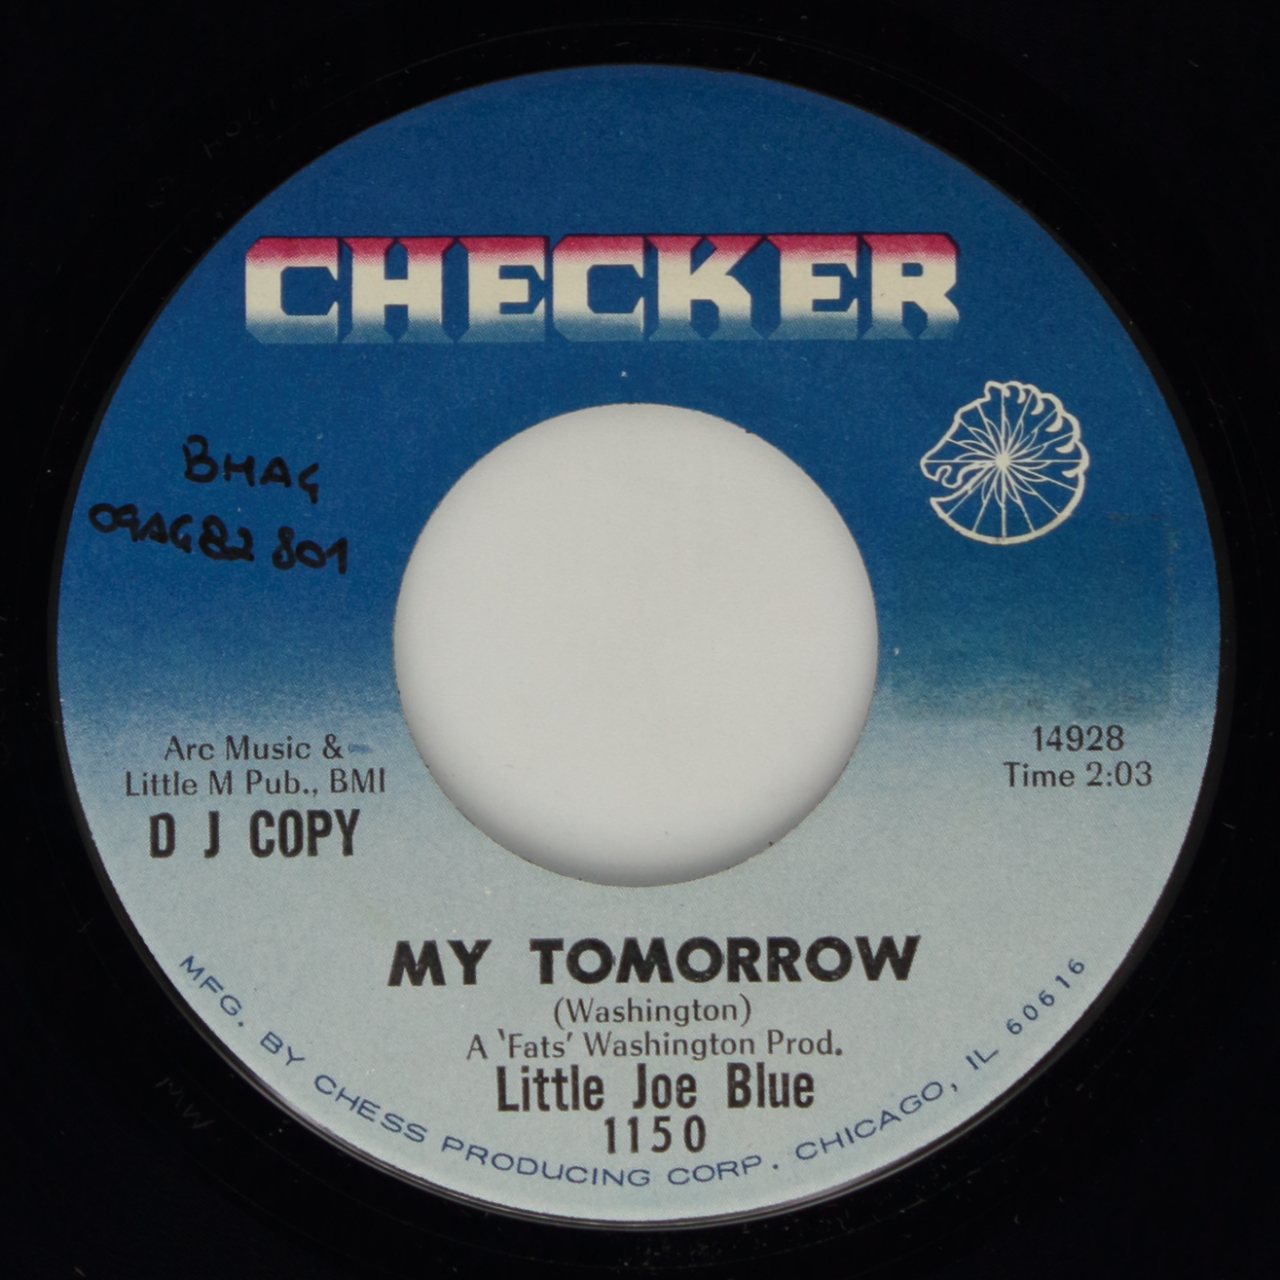 CHECKER
BHAG
09AG82 801
Arc Music &
Little M Pub., BMI
D J COPY
14928
Time 2:03
MY TOMORROW
(Washington)
A 'Fats' Washington Prod.
Little Joe Blue
1150
MFG. BY CHESS PRODUCING CORP. CHICAGO, IL 60616